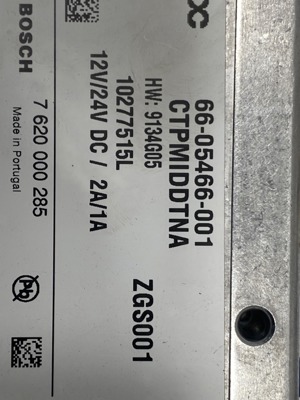 66-05466-001
CTPMIDDTNA
HW: 9134G05
10277515L
12V/24V DC / 2A/1A
ZGS001
BOSCH
7 620 000 285
Made in Portugal
Pb